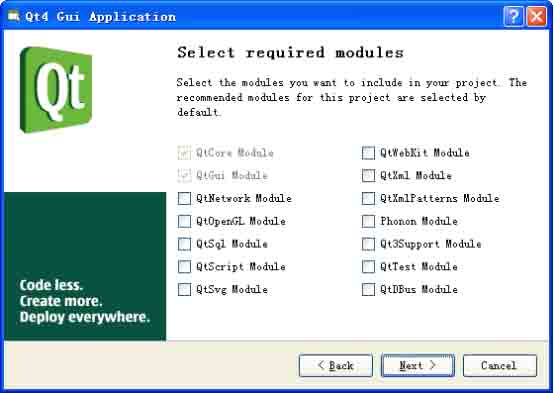 Qt4 Gui Application
Qt
Select required modules
Select the modules you want to include in your project. The
recommended modules for this project are selected by
default.
QtCore Module
QtWebKit Module
QtGui Module
QtXml Module
QtNetwork Module
QtXmlPatterns Module
QtOpenGL Module
Phonon Module
QtSql Module
Qt3Support Module
QtScript Module
QtTest Module
QtSvg Module
QtDBus Module
Code less.
Create more.
Deploy everywhere.
< Back
Next >
Cancel